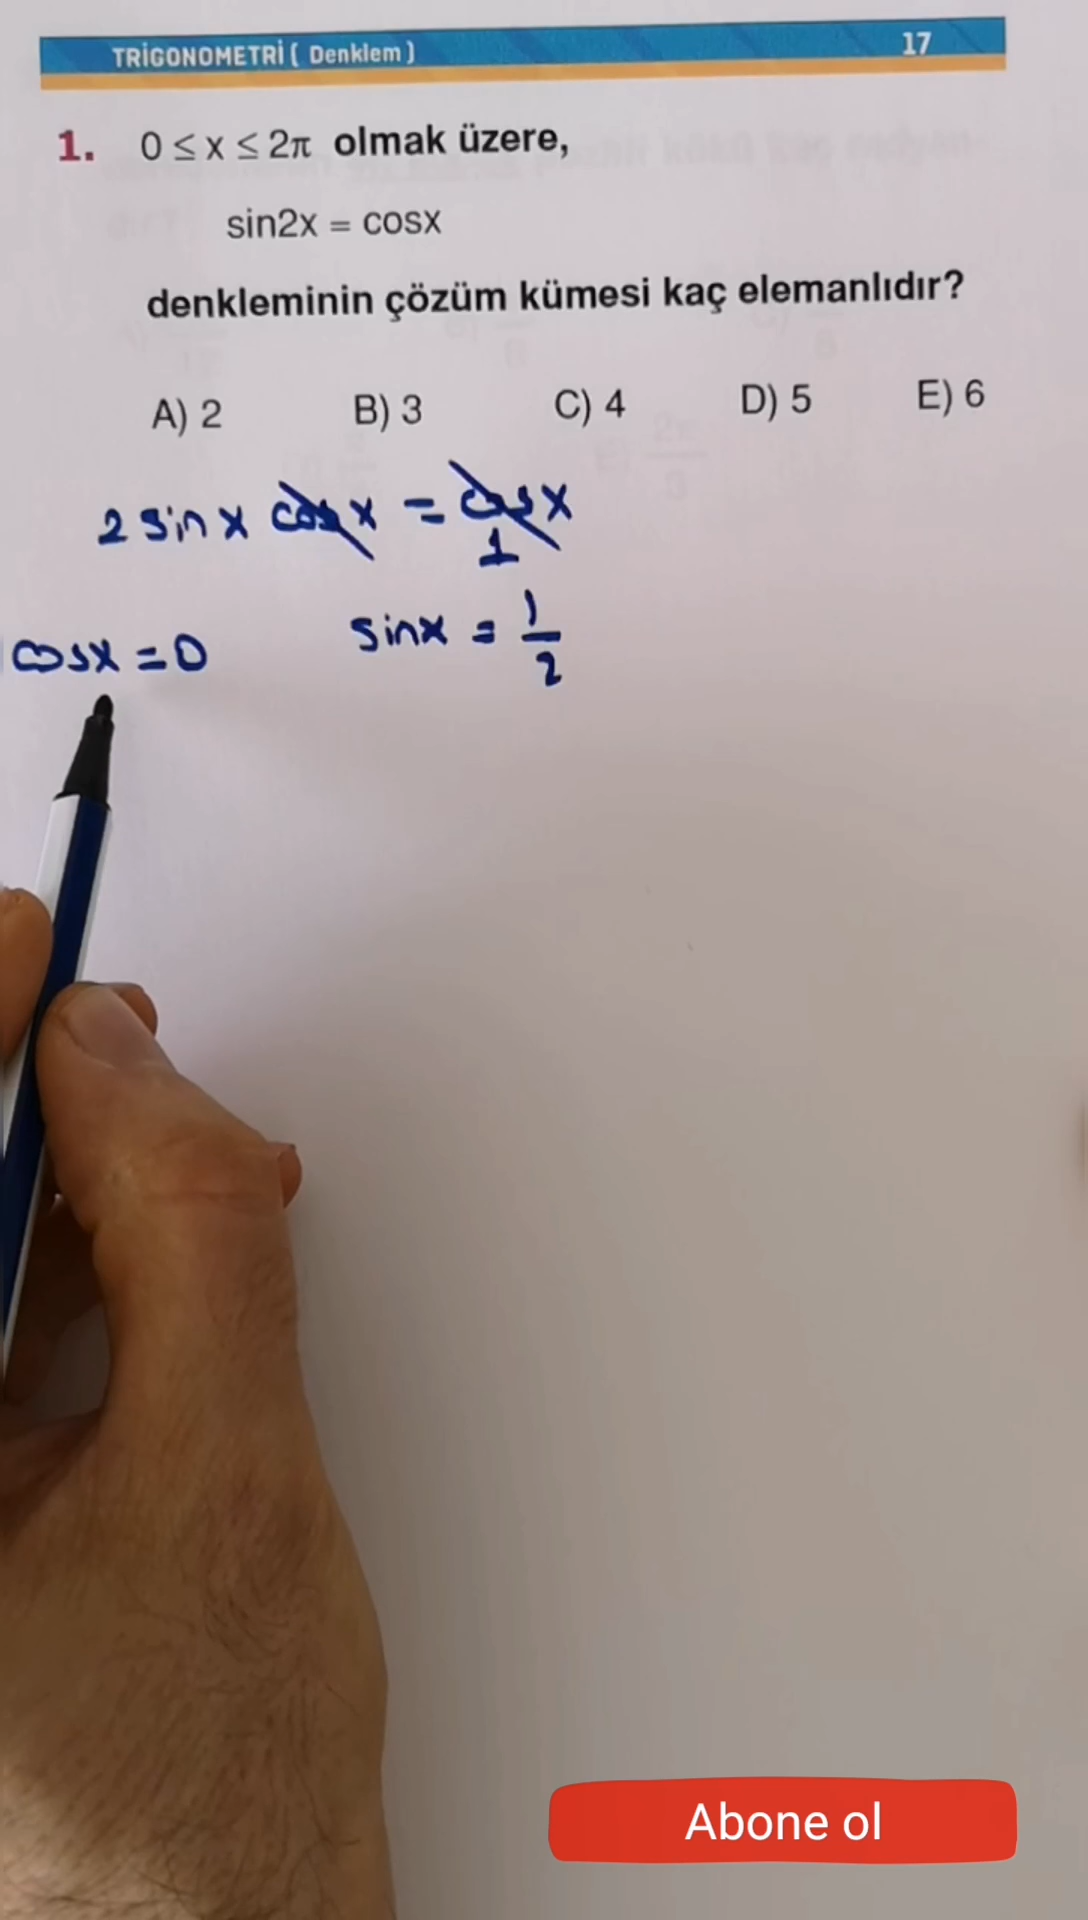 TRİGONOMETRİ ( Denklem ) 17
1. 0 ≤ x ≤ 2π olmak üzere,
sin2x = cosx
denkleminin çözüm kümesi kaç elemanlıdır?
A) 2 B) 3 C) 4 D) 5 E) 6
2 sin x cosx = cosx
1
cosx = 0 sinx = 1/2
Abone ol